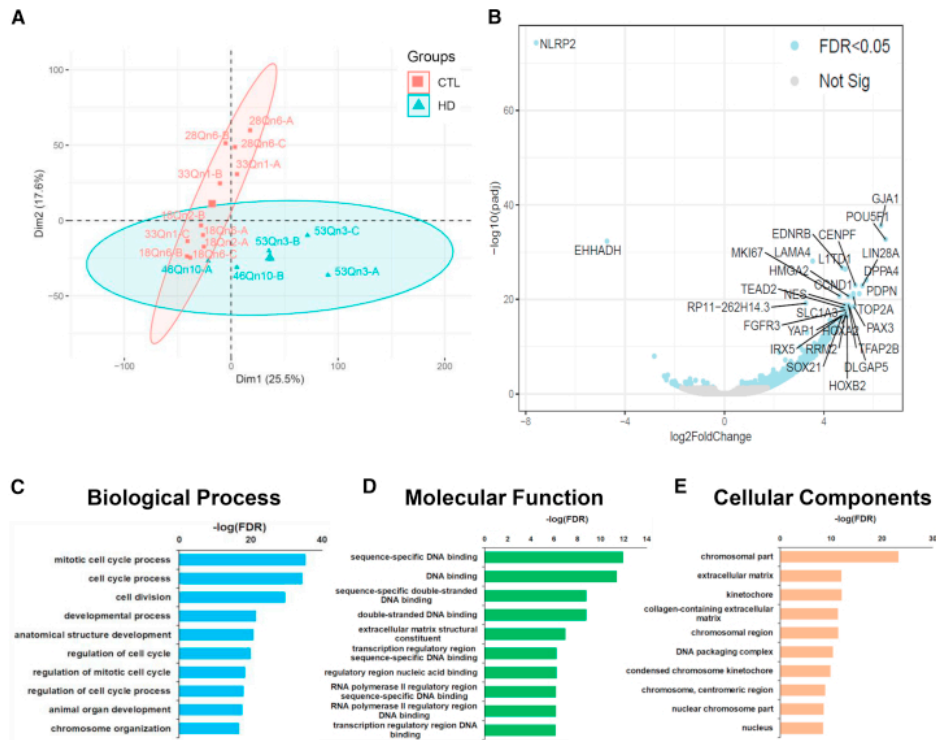 A
Groups
CTL
HD
100
50
0
−50
−100
0
100
Dim2 (17.6%)
Dim1 (25.5%)
28Qn6-B
28Qn6-A
28Qn6-C
33Qn1-A
33Qn1-B
33Qn1-C
18Qn6-A
18Qn2-A
18Qn6-B
18Qn6-C
46Qn10-A
46Qn10-B
53Qn3-B
53Qn3-C
53Qn3-A
B
NLRP2
FDR<0.05
Not Sig
60
40
20
0
−8
−4
0
4
−log10(padj)
log2FoldChange
GJA1
POU5F1
EDNRB
CENPF
LIN28A
MKI67
LAMA4
L1TD1
DPPA4
EHHADH
HMGA2
CCND1
PDPN
TEAD2
NES
TOP2A
RP11-262H14.3
SLC1A3
FGFR3
YAP1
HOXA2
PAX3
IRX5
RRM2
TFAP2B
SOX21
DLGAP5
HOXB2
C
Biological Process
-log(FDR)
0
20
40
mitotic cell cycle process
cell cycle process
cell division
developmental process
anatomical structure development
regulation of cell cycle
regulation of mitotic cell cycle
regulation of cell cycle process
animal organ development
chromosome organization
D
Molecular Function
-log(FDR)
0 2 4 6 8 10 12 14
sequence-specific DNA binding
DNA binding
sequence-specific double-stranded
DNA binding
double-stranded DNA binding
extracellular matrix structural
constituent
transcription regulatory region
sequence-specific DNA binding
regulatory region nucleic acid binding
RNA polymerase II regulatory region
sequence-specific DNA binding
RNA polymerase II regulatory region
DNA binding
transcription regulatory region DNA
binding
E
Cellular Components
-log(FDR)
0 10 20 30
chromosomal part
extracellular matrix
kinetochore
collagen-containing extracellular
matrix
chromosomal region
DNA packaging complex
condensed chromosome kinetochore
chromosome, centromeric region
nuclear chromosome part
nucleus